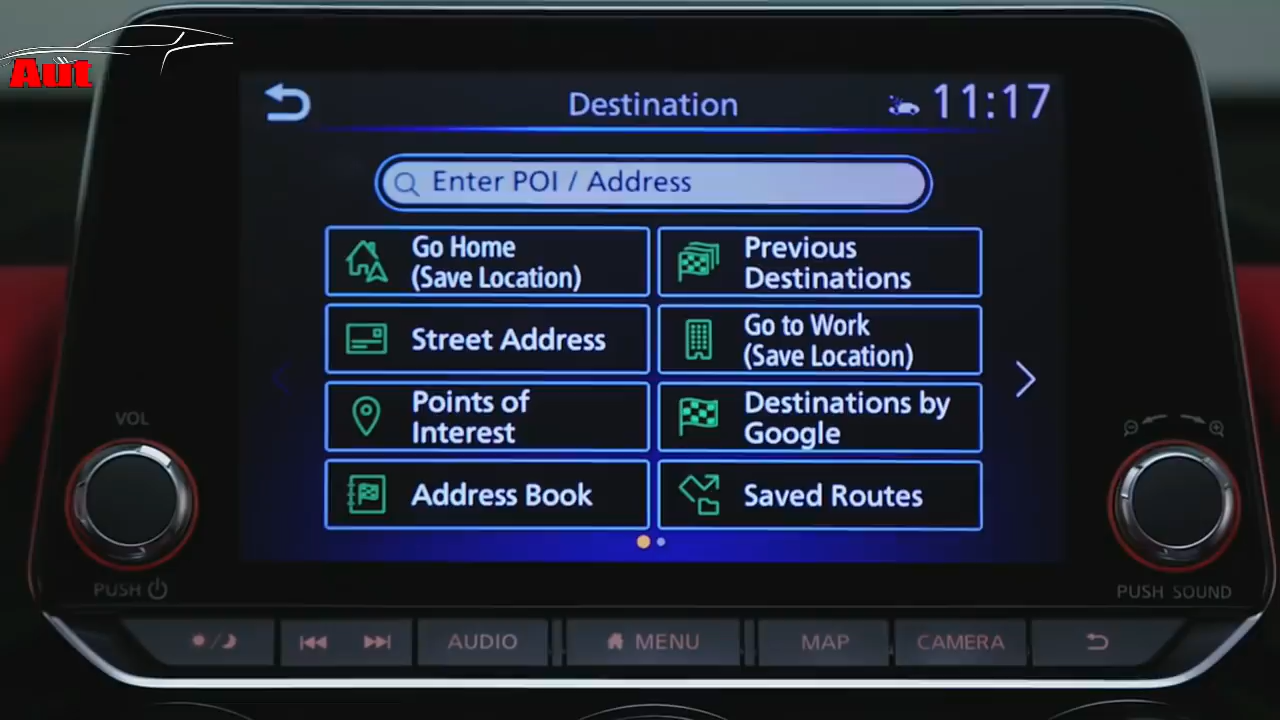 Aut
Destination
11:17
Enter POI / Address
Go Home
(Save Location)
Previous
Destinations
Street Address
Go to Work
(Save Location)
Points of
Interest
Destinations by
Google
Address Book
Saved Routes
VOL
PUSH
PUSH SOUND
AUDIO
MENU
MAP
CAMERA